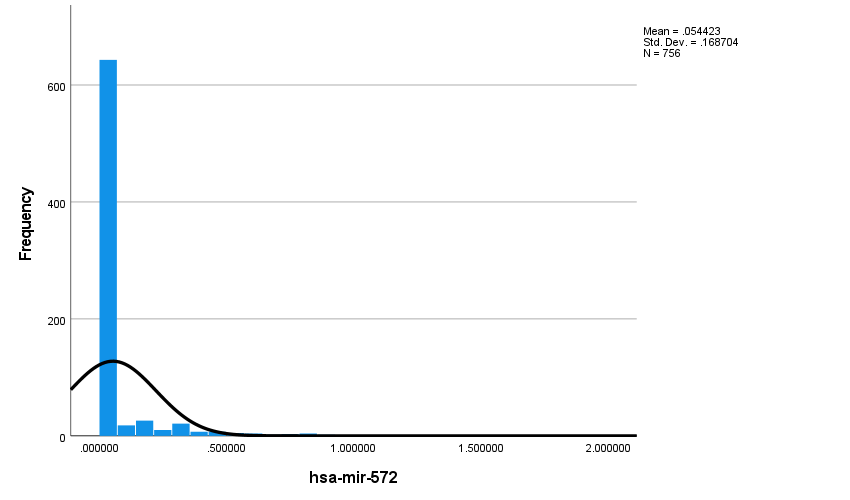 Mean = .054423
Std. Dev. = .168704
N = 756
600
400
200
0
Frequency
.000000 .500000 1.000000 1.500000 2.000000
hsa-mir-572